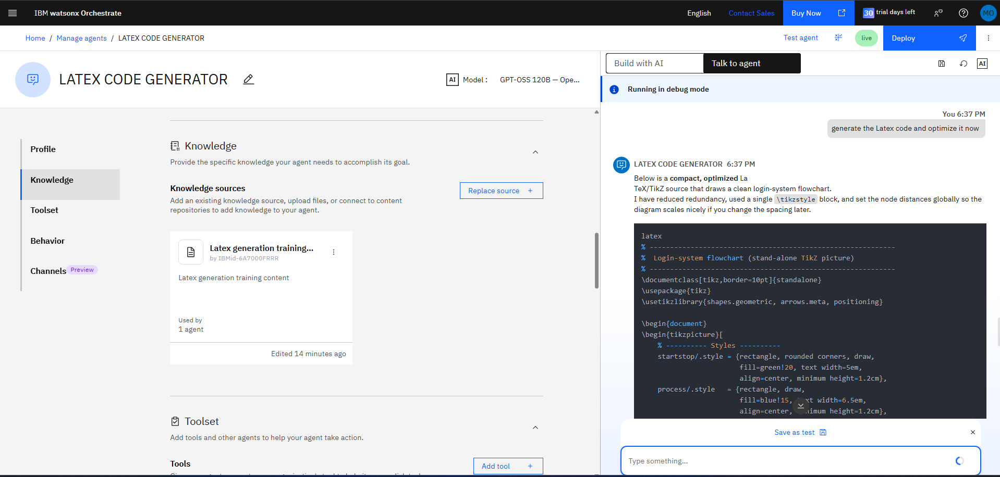 IBM watsonx Orchestrate
English
Contact Sales
Buy Now
30 trial days left
MO
Home / Manage agents / LATEX CODE GENERATOR
Test agent
live
Deploy
LATEX CODE GENERATOR
AI Model :
GPT-OSS 120B — Ope...
Profile
Knowledge
Toolset
Behavior
Channels Preview
Knowledge
Provide the specific knowledge your agent needs to accomplish its goal.
Knowledge sources
Add an existing knowledge source, upload files, or connect to content
repositories to add knowledge to your agent.
Replace source +
Latex generation training...
by IBMid-6A7000FRRR
Latex generation training content
Used by
1 agent
Edited 14 minutes ago
Toolset
Add tools and other agents to help your agent take action.
Tools
Add tool +
Build with AI
Talk to agent
AI
Running in debug mode
You 6:37 PM
generate the Latex code and optimize it now
LATEX CODE GENERATOR 6:37 PM
Below is a compact, optimized La
TeX/TikZ source that draws a clean login-system flowchart.
I have reduced redundancy, used a single \tikzstyle block, and set the node distances globally so the
diagram scales nicely if you change the spacing later.
latex
% ------------------------------------------------------------
% Login-system flowchart (stand-alone TikZ picture)
% ------------------------------------------------------------
\documentclass[tikz,border=10pt]{standalone}
\usepackage{tikz}
\usetikzlibrary{shapes.geometric, arrows.meta, positioning}
\begin{document}
\begin{tikzpicture}[
% ---------- Styles ----------
startstop/.style = {rectangle, rounded corners, draw,
fill=green!20, text width=5em,
align=center, minimum height=1.2cm},
process/.style = {rectangle, draw,
fill=blue!15, text width=6.5em,
align=center, minimum height=1.2cm},
Save as test
Type something...